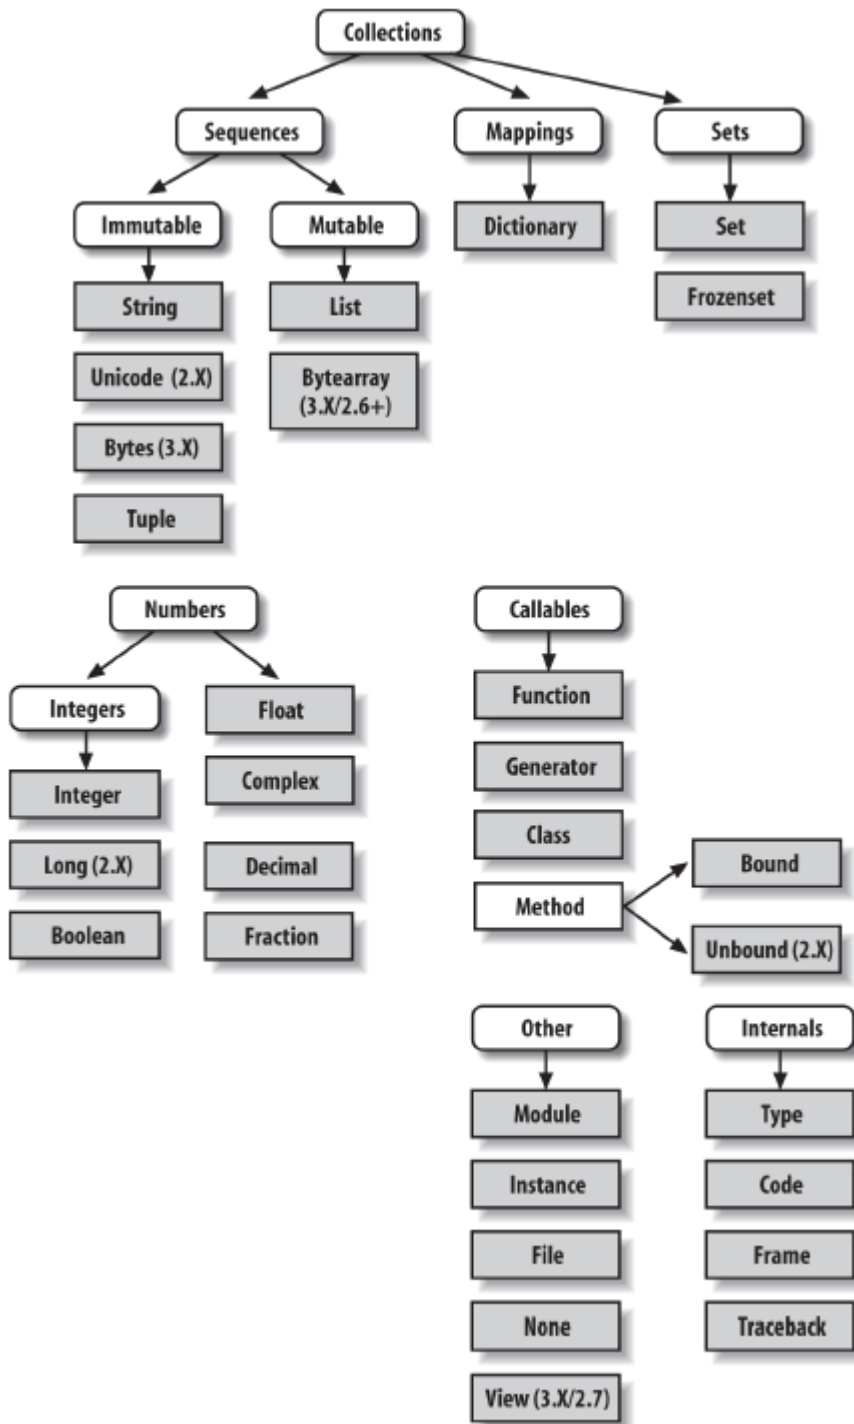 Collections
Sequences
Mappings
Sets
Immutable
Mutable
Dictionary
Set
String
List
Frozenset
Unicode (2.X)
Bytearray
(3.X/2.6+)
Bytes (3.X)
Tuple
Numbers
Callables
Integers
Float
Function
Integer
Complex
Generator
Long (2.X)
Decimal
Class
Bound
Boolean
Fraction
Method
Unbound (2.X)
Other
Internals
Module
Type
Instance
Code
File
Frame
None
Traceback
View (3.X/2.7)